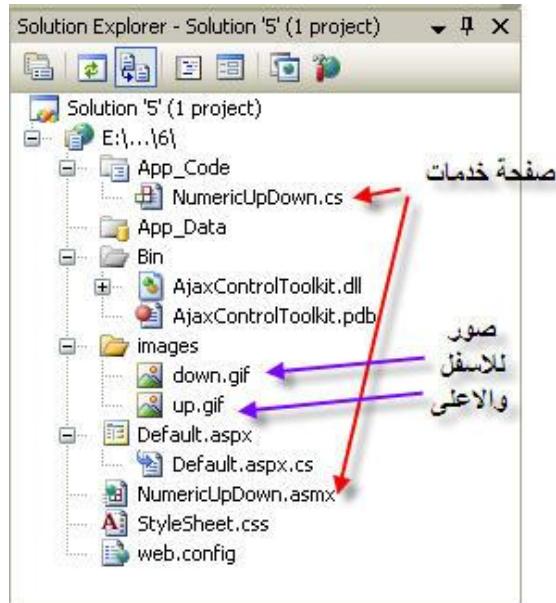 Solution Explorer - Solution '5' (1 project)
Solution '5' (1 project)
E:\...\6\
App_Code
NumericUpDown.cs
صفحة خدمات
App_Data
Bin
AjaxControlToolkit.dll
AjaxControlToolkit.pdb
images
down.gif
up.gif
صور
للاسفل
والاعلى
Default.aspx
Default.aspx.cs
NumericUpDown.asmx
StyleSheet.css
web.config